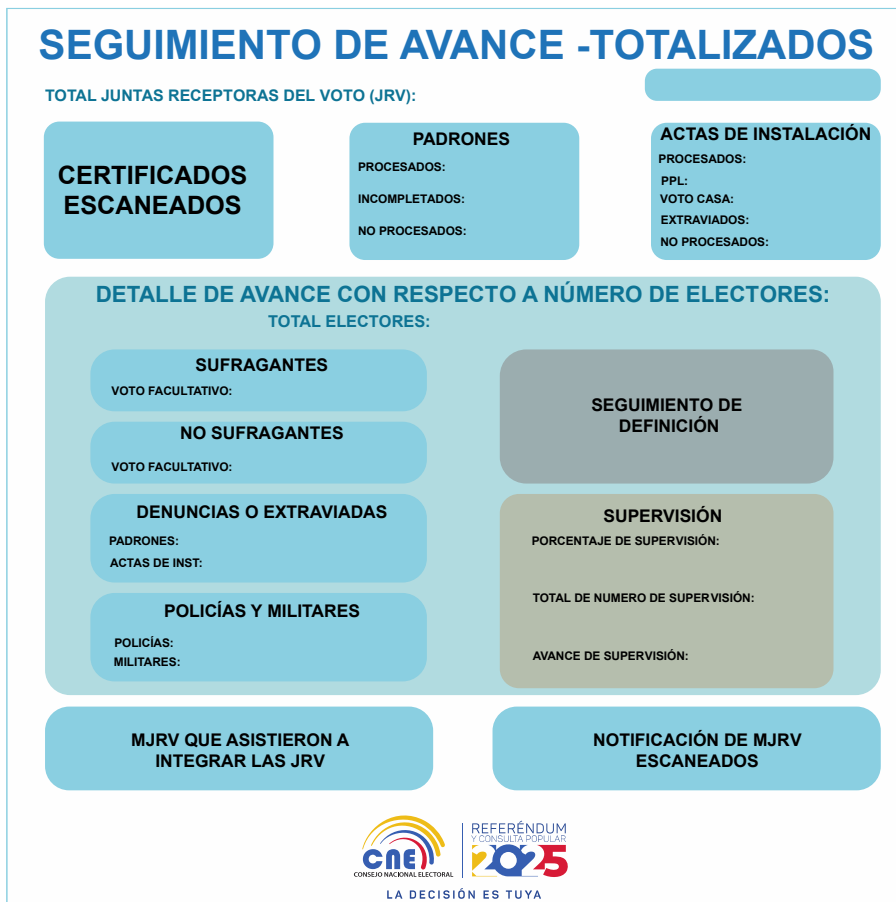 SEGUIMIENTO DE AVANCE -TOTALIZADOS
TOTAL JUNTAS RECEPTORAS DEL VOTO (JRV):
CERTIFICADOS
ESCANEADOS
PADRONES
PROCESADOS:
INCOMPLETADOS:
NO PROCESADOS:
ACTAS DE INSTALACIÓN
PROCESADOS:
PPL:
VOTO CASA:
EXTRAVIADOS:
NO PROCESADOS:
DETALLE DE AVANCE CON RESPECTO A NÚMERO DE ELECTORES:
TOTAL ELECTORES:
SUFRAGANTES
VOTO FACULTATIVO:
NO SUFRAGANTES
VOTO FACULTATIVO:
DENUNCIAS O EXTRAVIADAS
PADRONES:
ACTAS DE INST:
POLICÍAS Y MILITARES
POLICÍAS:
MILITARES:
SEGUIMIENTO DE
DEFINICIÓN
SUPERVISIÓN
PORCENTAJE DE SUPERVISIÓN:
TOTAL DE NUMERO DE SUPERVISIÓN:
AVANCE DE SUPERVISIÓN:
MJRV QUE ASISTIERON A
INTEGRAR LAS JRV
NOTIFICACIÓN DE MJRV
ESCANEADOS
CNE
CONSEJO NACIONAL ELECTORAL
REFERÉNDUM
Y CONSULTA POPULAR
2025
LA DECISIÓN ES TUYA